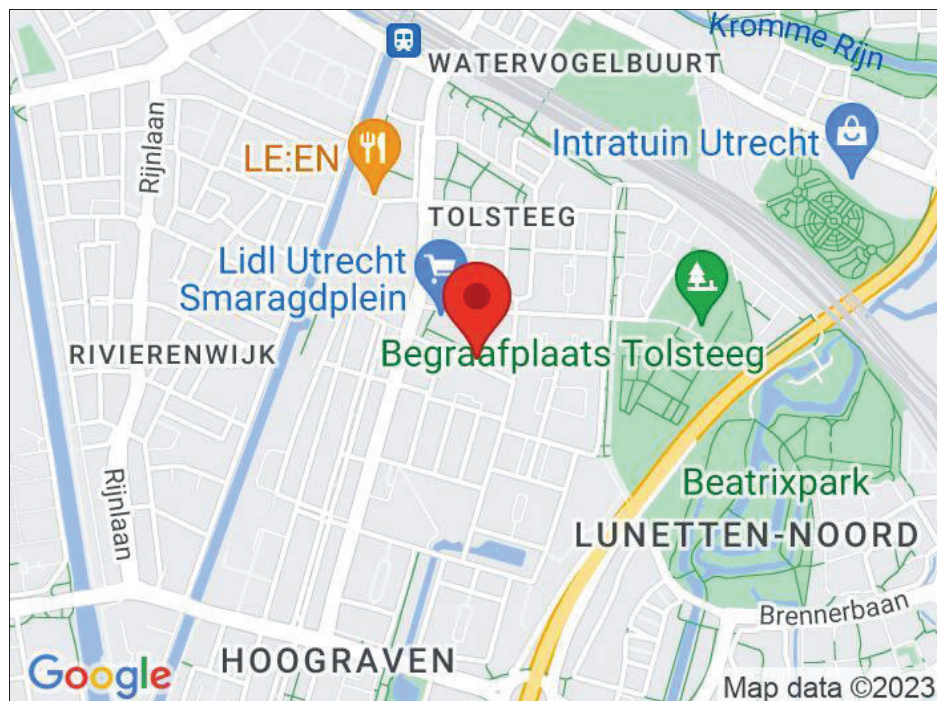 Kromme Rijn
WATERVOGELBUURT
Rijnlaan
LE:EN
Intratuin Utrecht
TOLSTEEG
Lidl Utrecht
Smaragdplein
RIVIERENWIJK
Begraafplaats Tolsteeg
Rijnlaan
Beatrixpark
LUNETTEN-NOORD
Brennerbaan
HOOGRAVEN
Google
Map data ©2023